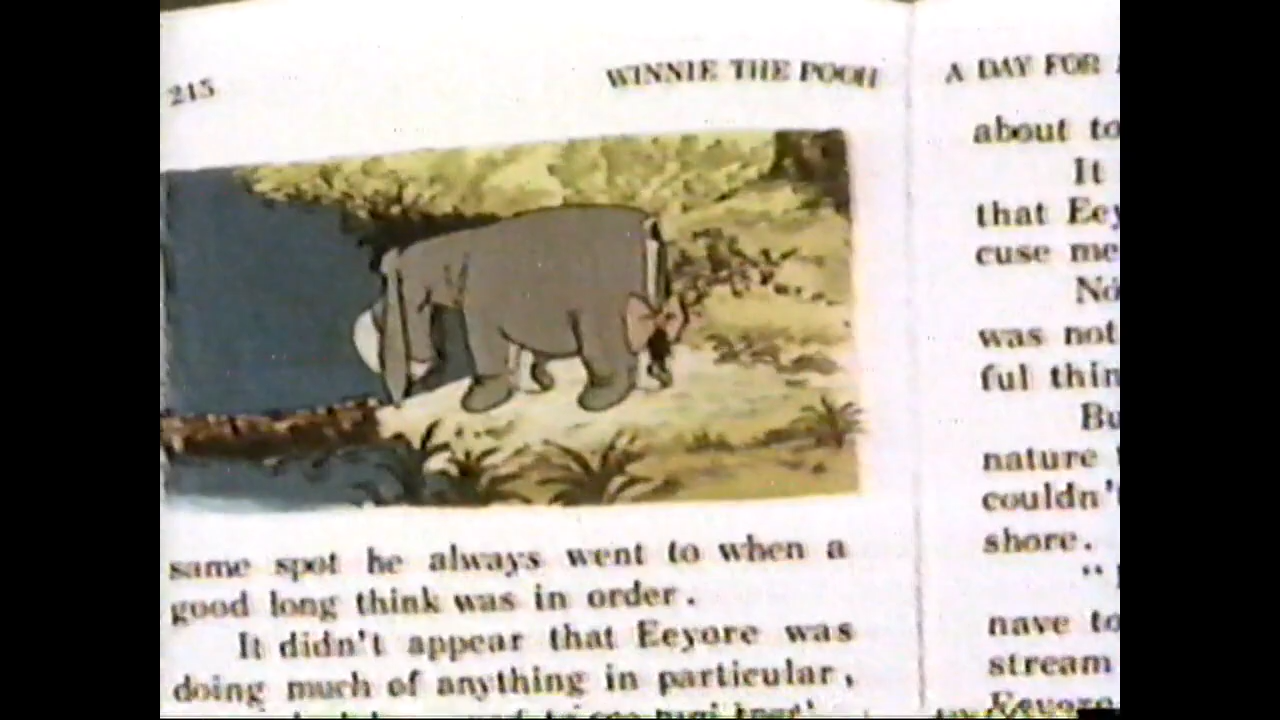 215
WINNIE THE POOH
same spot he always went to when a
good long think was in order.
It didn't appear that Eeyore was
doing much of anything in particular,
A DAY FOR
about to
It
that Eey
cuse me
No
was not
ful thin
Bu
nature
couldn't
shore.
"
nave to
stream
Eeyore